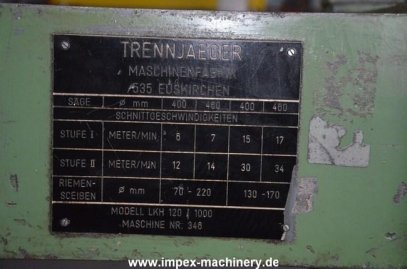 TRENNJAEGER
MASCHINENFABRIK
535 EUSKIRCHEN
SÄGE Ø mm 400 460 400 460
SCHNITTGESCHWINDIGKEITEN
STUFE I METER/MIN 6 7 15 17
STUFE II METER/MIN 12 14 30 34
RIEMEN-
SCHEIBEN Ø mm 70 - 220 130 - 170
MODELL LKH 120 / 1000
MASCHINE NR. 346
www.impex-machinery.de